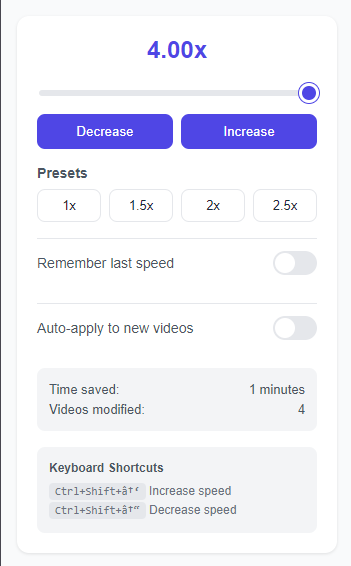 4.00x
Decrease Increase
Presets
1x 1.5x 2x 2.5x
Remember last speed
Auto-apply to new videos
Time saved: 1 minutes
Videos modified: 4
Keyboard Shortcuts
Ctrl+Shift+â†‘ Increase speed
Ctrl+Shift+â†“ Decrease speed